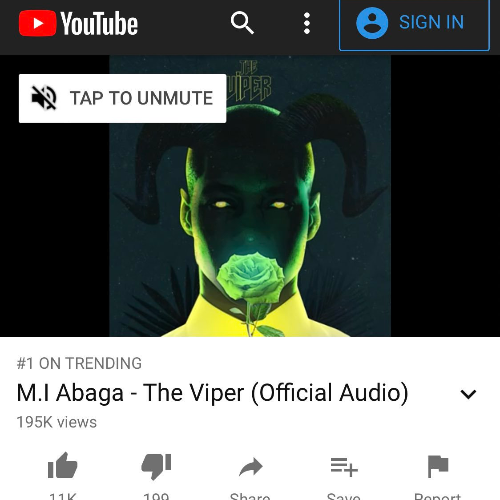 YouTube
SIGN IN
THE
VIPER
TAP TO UNMUTE
#1 ON TRENDING
M.I Abaga - The Viper (Official Audio)
195K views
11K
199
Share
Save
Report